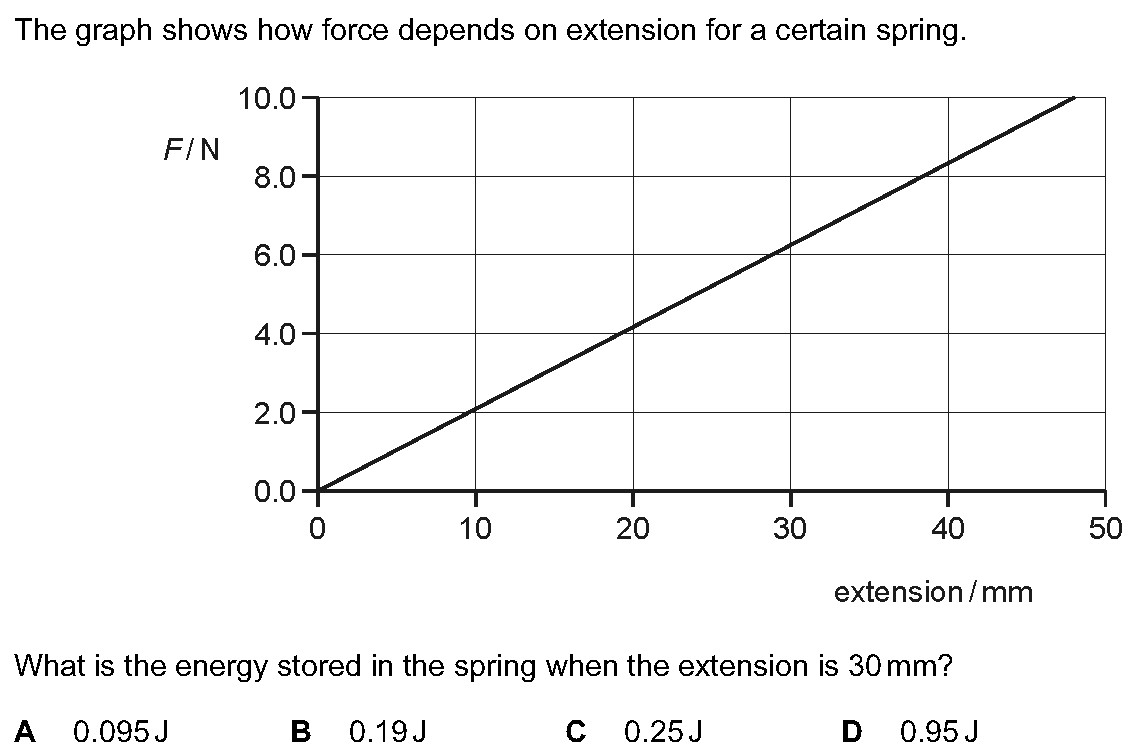 The graph shows how force depends on extension for a certain spring.
10.0
F / N
8.0
6.0
4.0
2.0
0.0
0 10 20 30 40 50
extension / mm
What is the energy stored in the spring when the extension is 30 mm?
A 0.095 J B 0.19 J C 0.25 J D 0.95 J